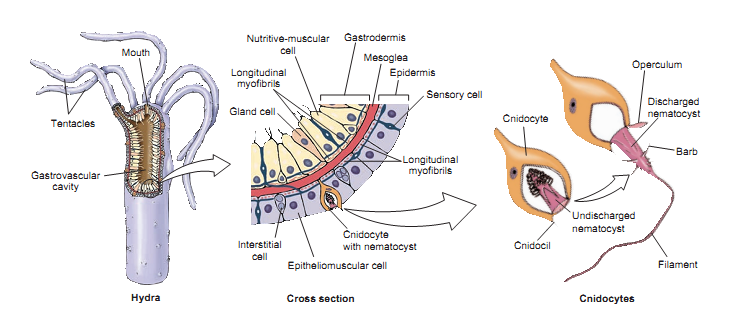 Mouth
Tentacles
Gastrovascular
cavity
Hydra
Nutritive-muscular
cell
Gastrodermis
Mesoglea
Longitudinal
myofibrils
Epidermis
Sensory cell
Gland cell
Longitudinal
myofibrils
Interstitial
cell
Cnidocyte
with nematocyst
Epitheliomuscular cell
Cross section
Operculum
Discharged
nematocyst
Cnidocyte
Barb
Undischarged
nematocyst
Cnidocil
Filament
Cnidocytes